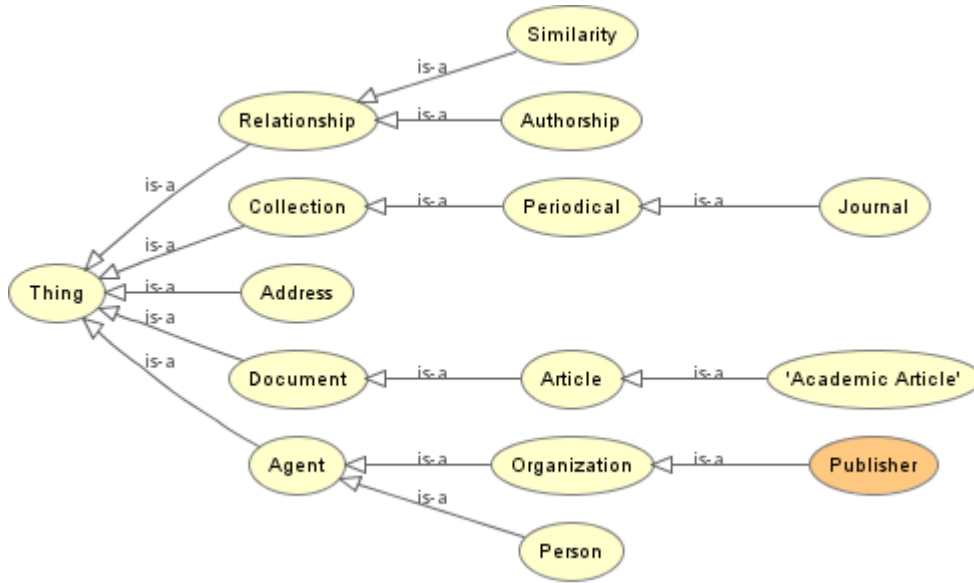 Similarity
is-a
Relationship
is-a
Authorship
is-a
Collection
is-a
Periodical
is-a
Journal
is-a
Thing
is-a
Address
is-a
Document
is-a
Article
is-a
'Academic Article'
is-a
Agent
is-a
Organization
is-a
Publisher
is-a
Person